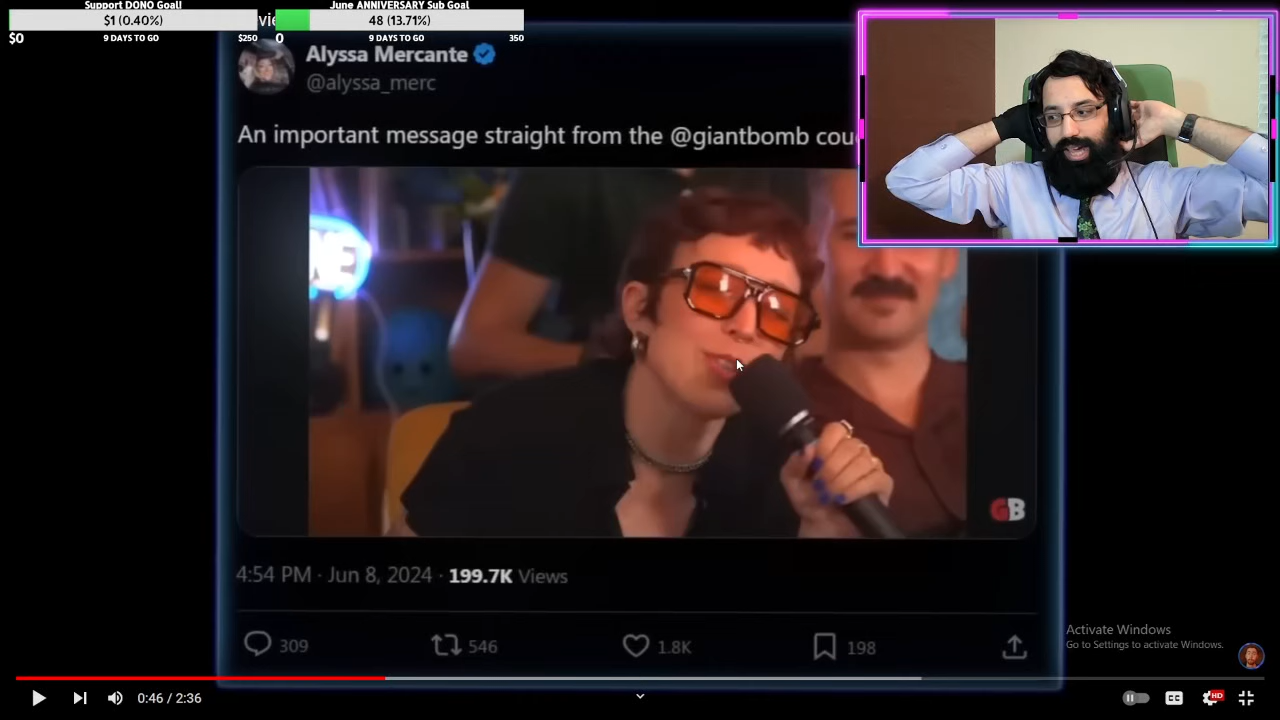 Support DONO Goal!
June ANNIVERSARY Sub Goal
$1 (0.40%)
48 (13.71%)
$0
9 DAYS TO GO
$250
0
9 DAYS TO GO
350
Alyssa Mercante
@alyssa_merc
An important message straight from the @giantbomb cou
GB
4:54 PM · Jun 8, 2024 · 199.7K Views
309
546
1.8K
198
Activate Windows
Go to Settings to activate Windows.
0:46 / 2:36
CC
HD